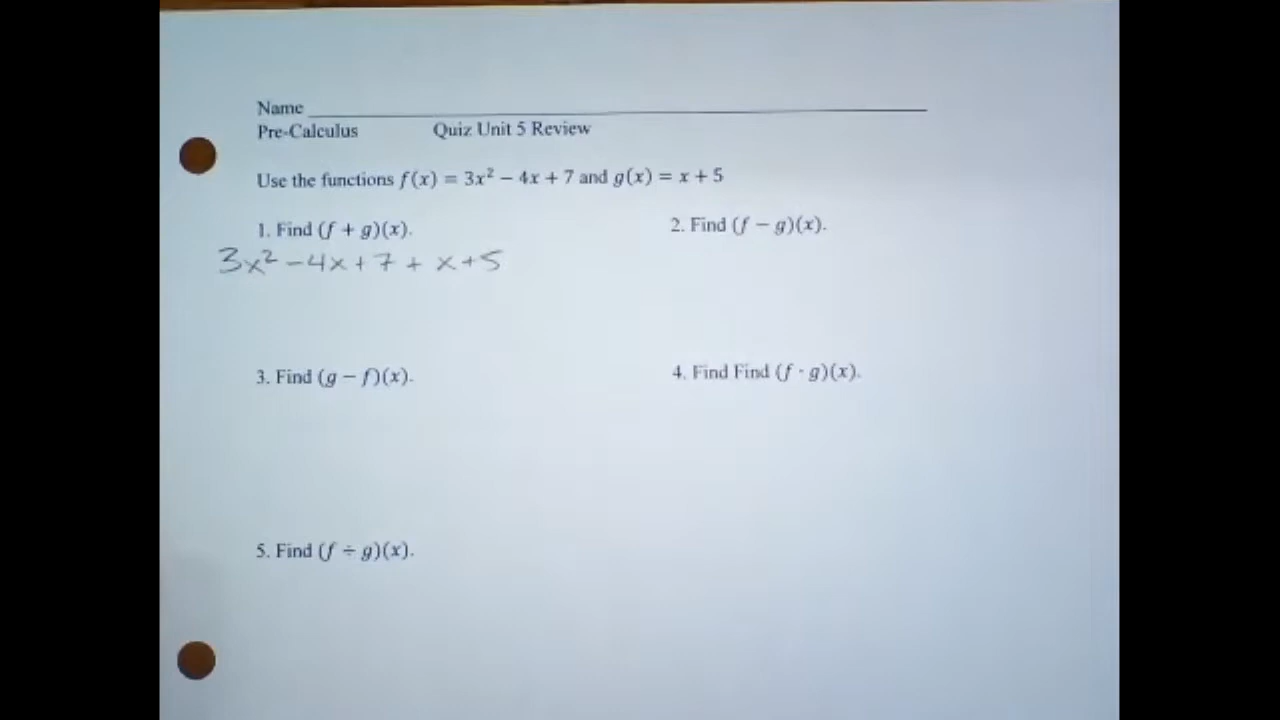 Name
Pre-Calculus Quiz Unit 5 Review
Use the functions f(x) = 3x² − 4x + 7 and g(x) = x + 5
1. Find (f + g)(x).
2. Find (f − g)(x).
3x² − 4x + 7 + x + 5
3. Find (g − f)(x).
4. Find Find (f · g)(x).
5. Find (f ÷ g)(x).